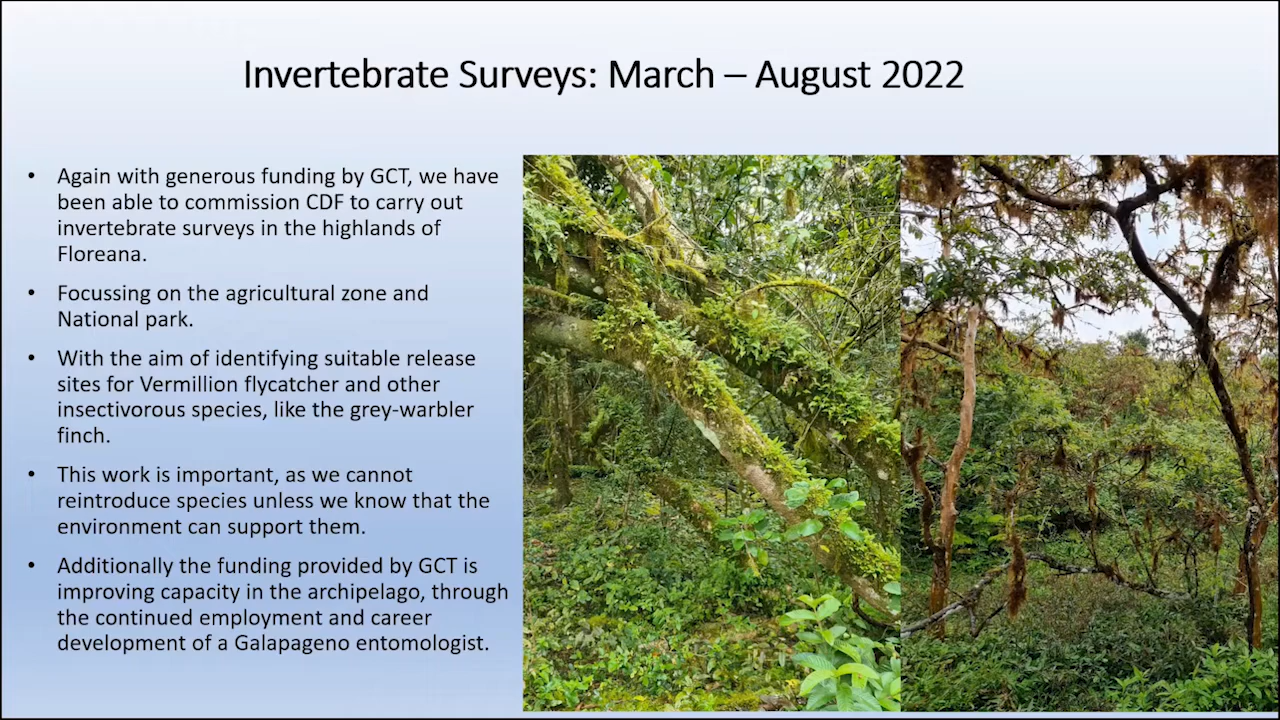 Invertebrate Surveys: March – August 2022
• Again with generous funding by GCT, we have
been able to commission CDF to carry out
invertebrate surveys in the highlands of
Floreana.
• Focussing on the agricultural zone and
National park.
• With the aim of identifying suitable release
sites for Vermillion flycatcher and other
insectivorous species, like the grey-warbler
finch.
• This work is important, as we cannot
reintroduce species unless we know that the
environment can support them.
• Additionally the funding provided by GCT is
improving capacity in the archipelago, through
the continued employment and career
development of a Galapageno entomologist.